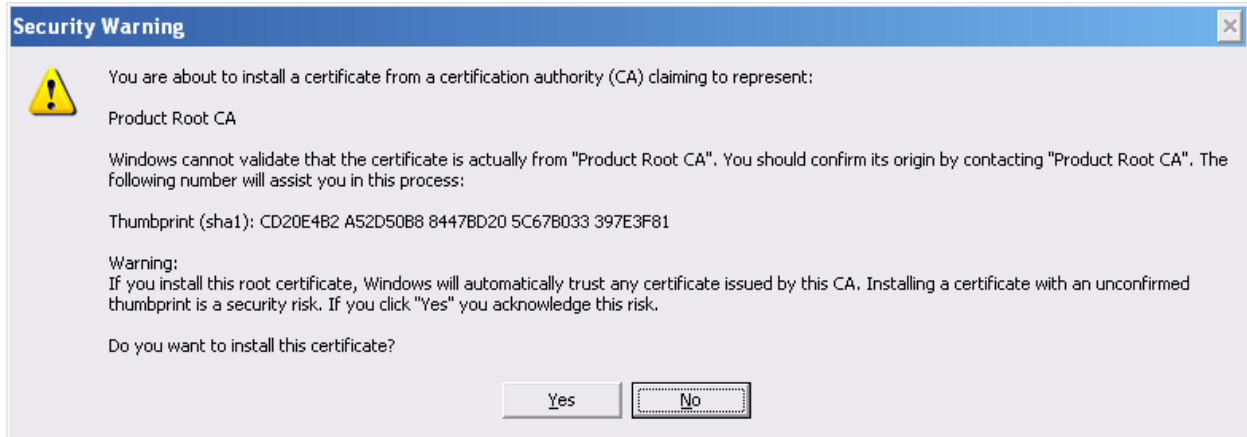 Security Warning
You are about to install a certificate from a certification authority (CA) claiming to represent:
Product Root CA
Windows cannot validate that the certificate is actually from "Product Root CA". You should confirm its origin by contacting "Product Root CA". The
following number will assist you in this process:
Thumbprint (sha1): CD20E4B2 A52D50B8 8447BD20 5C67B033 397E3F81
Warning:
If you install this root certificate, Windows will automatically trust any certificate issued by this CA. Installing a certificate with an unconfirmed
thumbprint is a security risk. If you click "Yes" you acknowledge this risk.
Do you want to install this certificate?
Yes No